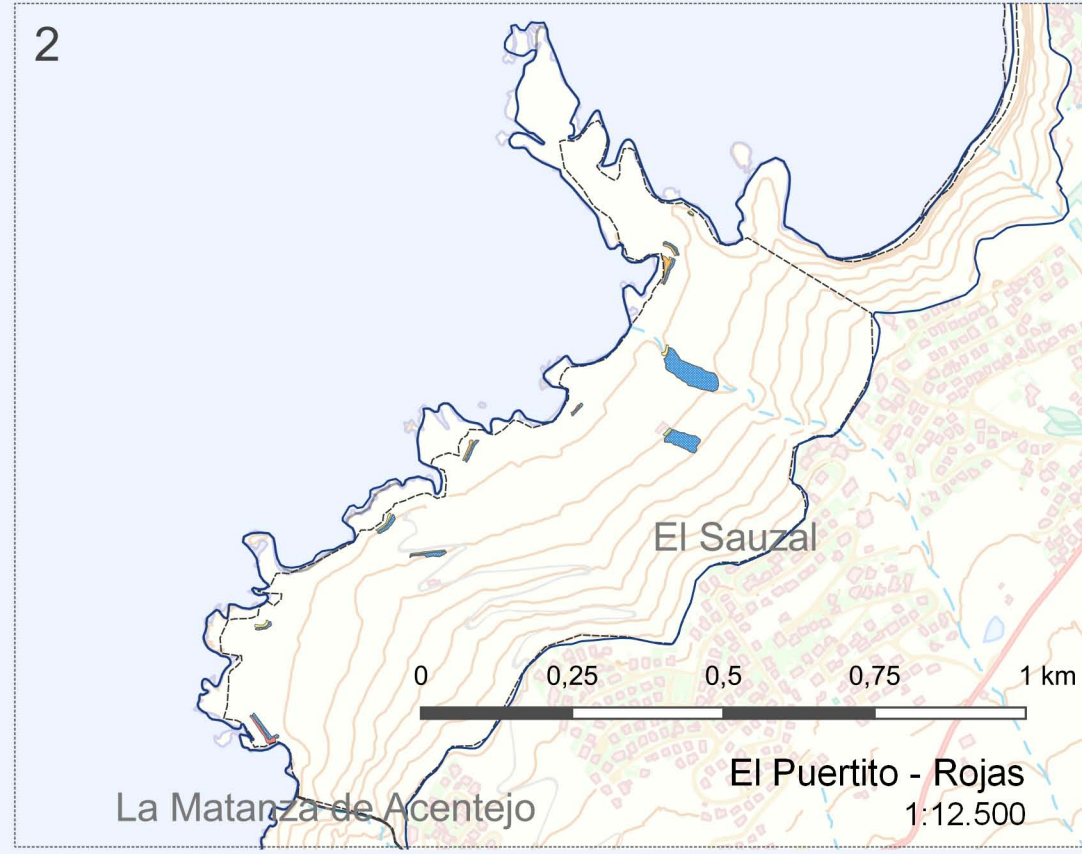 2
El Sauzal
0 0,25 0,5 0,75 1 km
El Puertito - Rojas
La Matanza de Acentejo
1:12.500